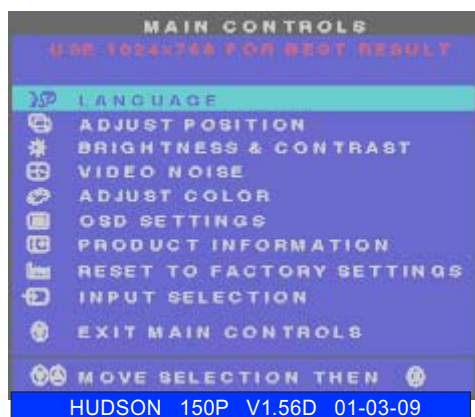 MAIN CONTROLS
USE 1024x768 FOR BEST RESULT
LANGUAGE
ADJUST POSITION
BRIGHTNESS & CONTRAST
VIDEO NOISE
ADJUST COLOR
OSD SETTINGS
PRODUCT INFORMATION
RESET TO FACTORY SETTINGS
INPUT SELECTION
EXIT MAIN CONTROLS
MOVE SELECTION THEN
HUDSON 150P V1.56D 01-03-09